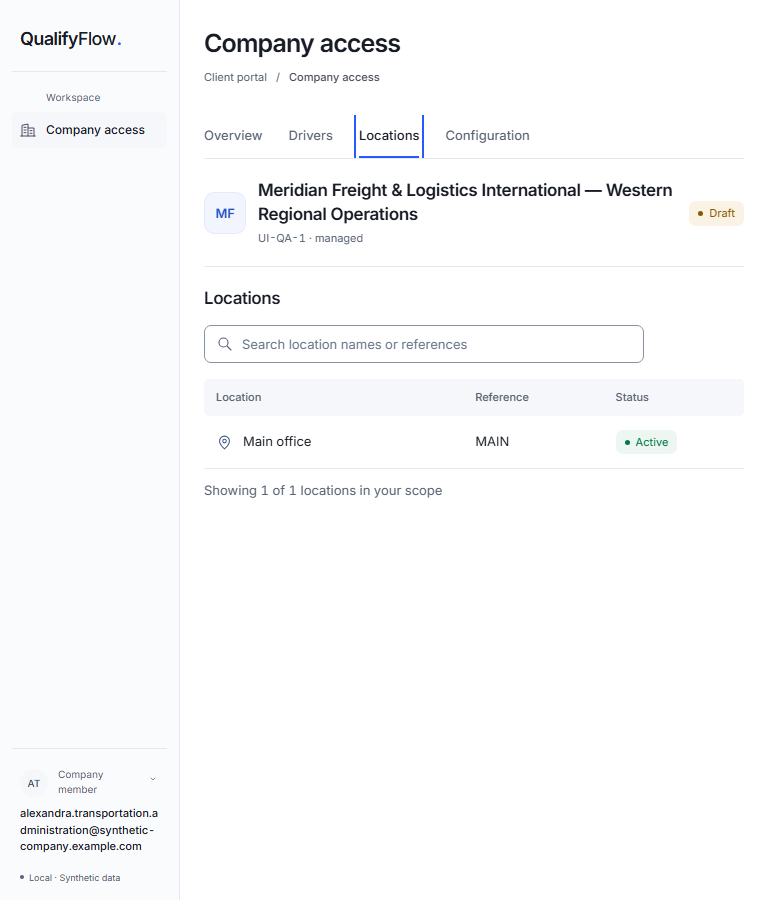 QualifyFlow.
Workspace
Company access
Company access
Client portal / Company access
Overview Drivers Locations Configuration
MF
Meridian Freight & Logistics International — Western
Regional Operations
UI-QA-1 · managed
Draft
Locations
Search location names or references
Location Reference Status
Main office MAIN Active
Showing 1 of 1 locations in your scope
AT
Company
member
alexandra.transportation.a
dministration@synthetic-
company.example.com
Local · Synthetic data